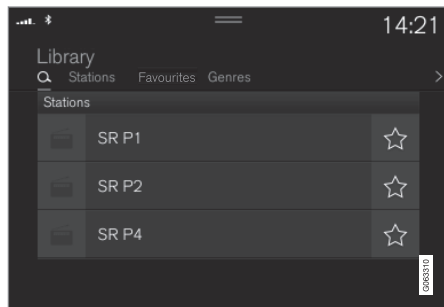 14:21
Library
Stations Favourites Genres
Stations
SR P1
SR P2
SR P4
G063310